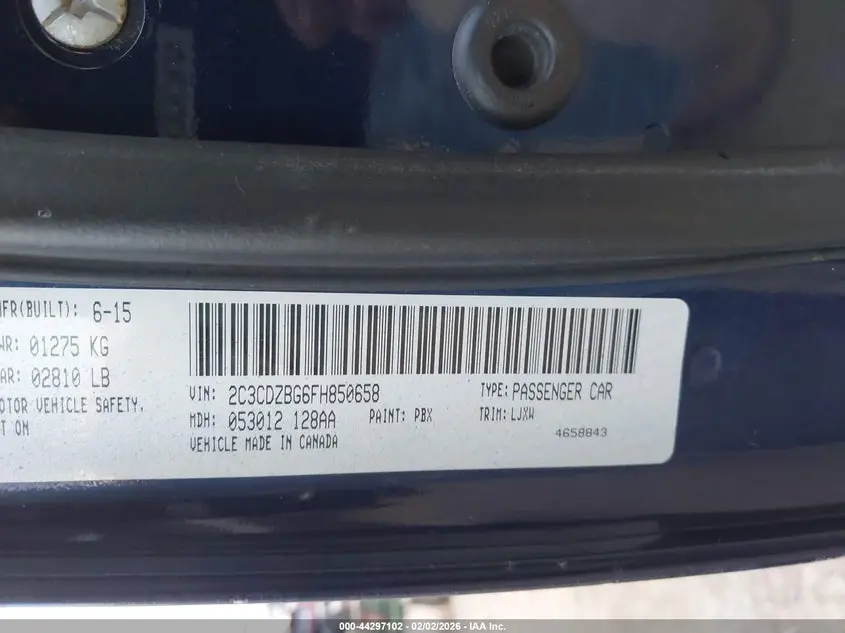 MFR(BUILT): 6-15
WR: 01275 KG
AR: 02810 LB
OTOR VEHICLE SAFETY,
T ON
VIN: 2C3CDZBG6FH850658 TYPE: PASSENGER CAR
MDH: 053012 128AA PAINT: PBX TRIM: LJXW
VEHICLE MADE IN CANADA 4658843
000-44297102 - 02/02/2026 - IAA Inc.